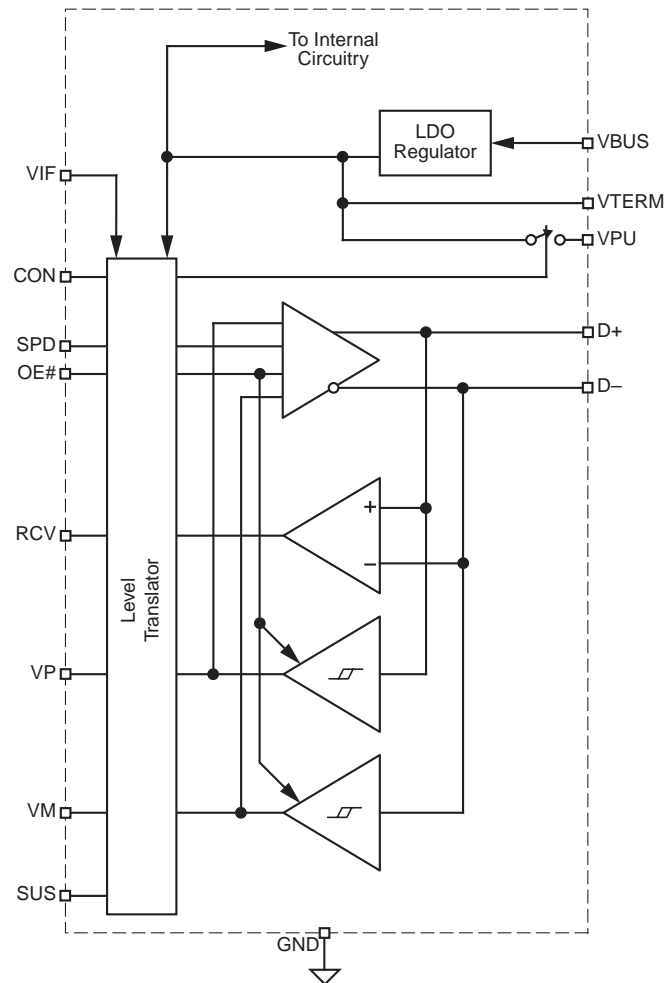 To Internal
Circuitry
LDO
Regulator
VBUS
VIF
VTERM
VPU
CON
SPD
OE#
D+
D–
RCV
+
–
Level
Translator
VP
VM
SUS
GND